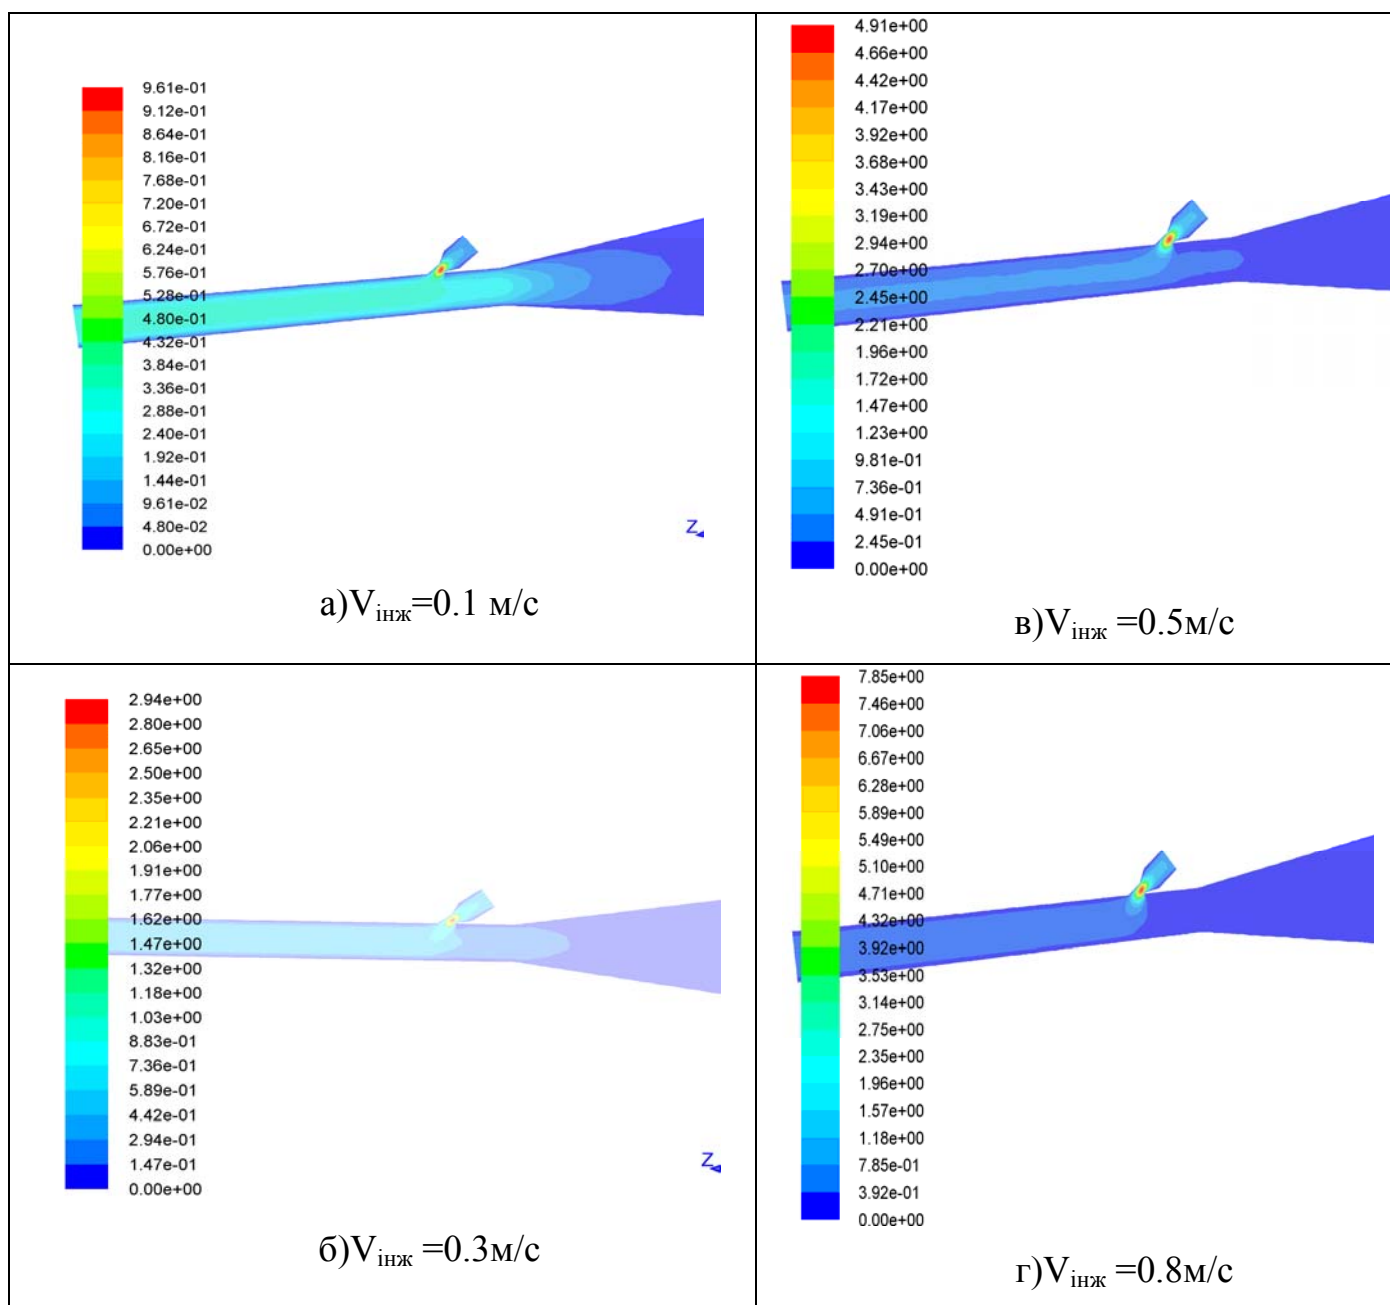 9.61e-01
9.12e-01
8.64e-01
8.16e-01
7.68e-01
7.20e-01
6.72e-01
6.24e-01
5.76e-01
5.28e-01
4.80e-01
4.32e-01
3.84e-01
3.36e-01
2.88e-01
2.40e-01
1.92e-01
1.44e-01
9.61e-02
4.80e-02
0.00e+00
Z
а)Vінж=0.1 м/с
4.91e+00
4.66e+00
4.42e+00
4.17e+00
3.92e+00
3.68e+00
3.43e+00
3.19e+00
2.94e+00
2.70e+00
2.45e+00
2.21e+00
1.96e+00
1.72e+00
1.47e+00
1.23e+00
9.81e-01
7.36e-01
4.91e-01
2.45e-01
0.00e+00
в)Vінж =0.5м/с
2.94e+00
2.80e+00
2.65e+00
2.50e+00
2.35e+00
2.21e+00
2.06e+00
1.91e+00
1.77e+00
1.62e+00
1.47e+00
1.32e+00
1.18e+00
1.03e+00
8.83e-01
7.36e-01
5.89e-01
4.42e-01
2.94e-01
1.47e-01
0.00e+00
Z
б)Vінж =0.3м/с
7.85e+00
7.46e+00
7.06e+00
6.67e+00
6.28e+00
5.89e+00
5.49e+00
5.10e+00
4.71e+00
4.32e+00
3.92e+00
3.53e+00
3.14e+00
2.75e+00
2.35e+00
1.96e+00
1.57e+00
1.18e+00
7.85e-01
3.92e-01
0.00e+00
г)Vінж =0.8м/с